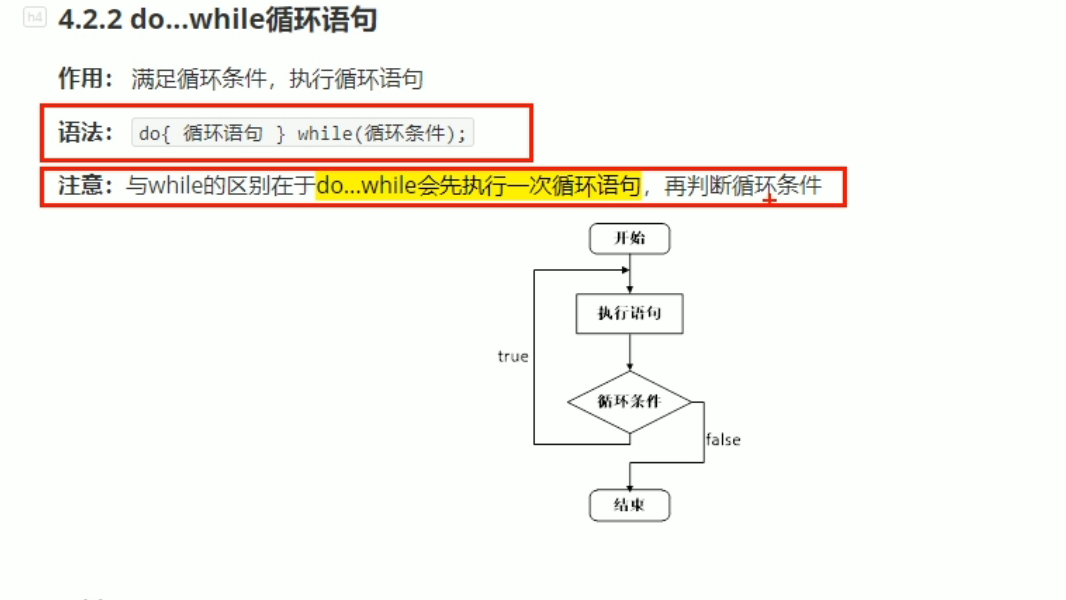 h4
4.2.2 do...while循环语句
作用： 满足循环条件，执行循环语句
语法： do{ 循环语句 } while(循环条件);
注意：与while的区别在于do...while会先执行一次循环语句，再判断循环条件
开始
执行语句
true
循环条件
false
结束